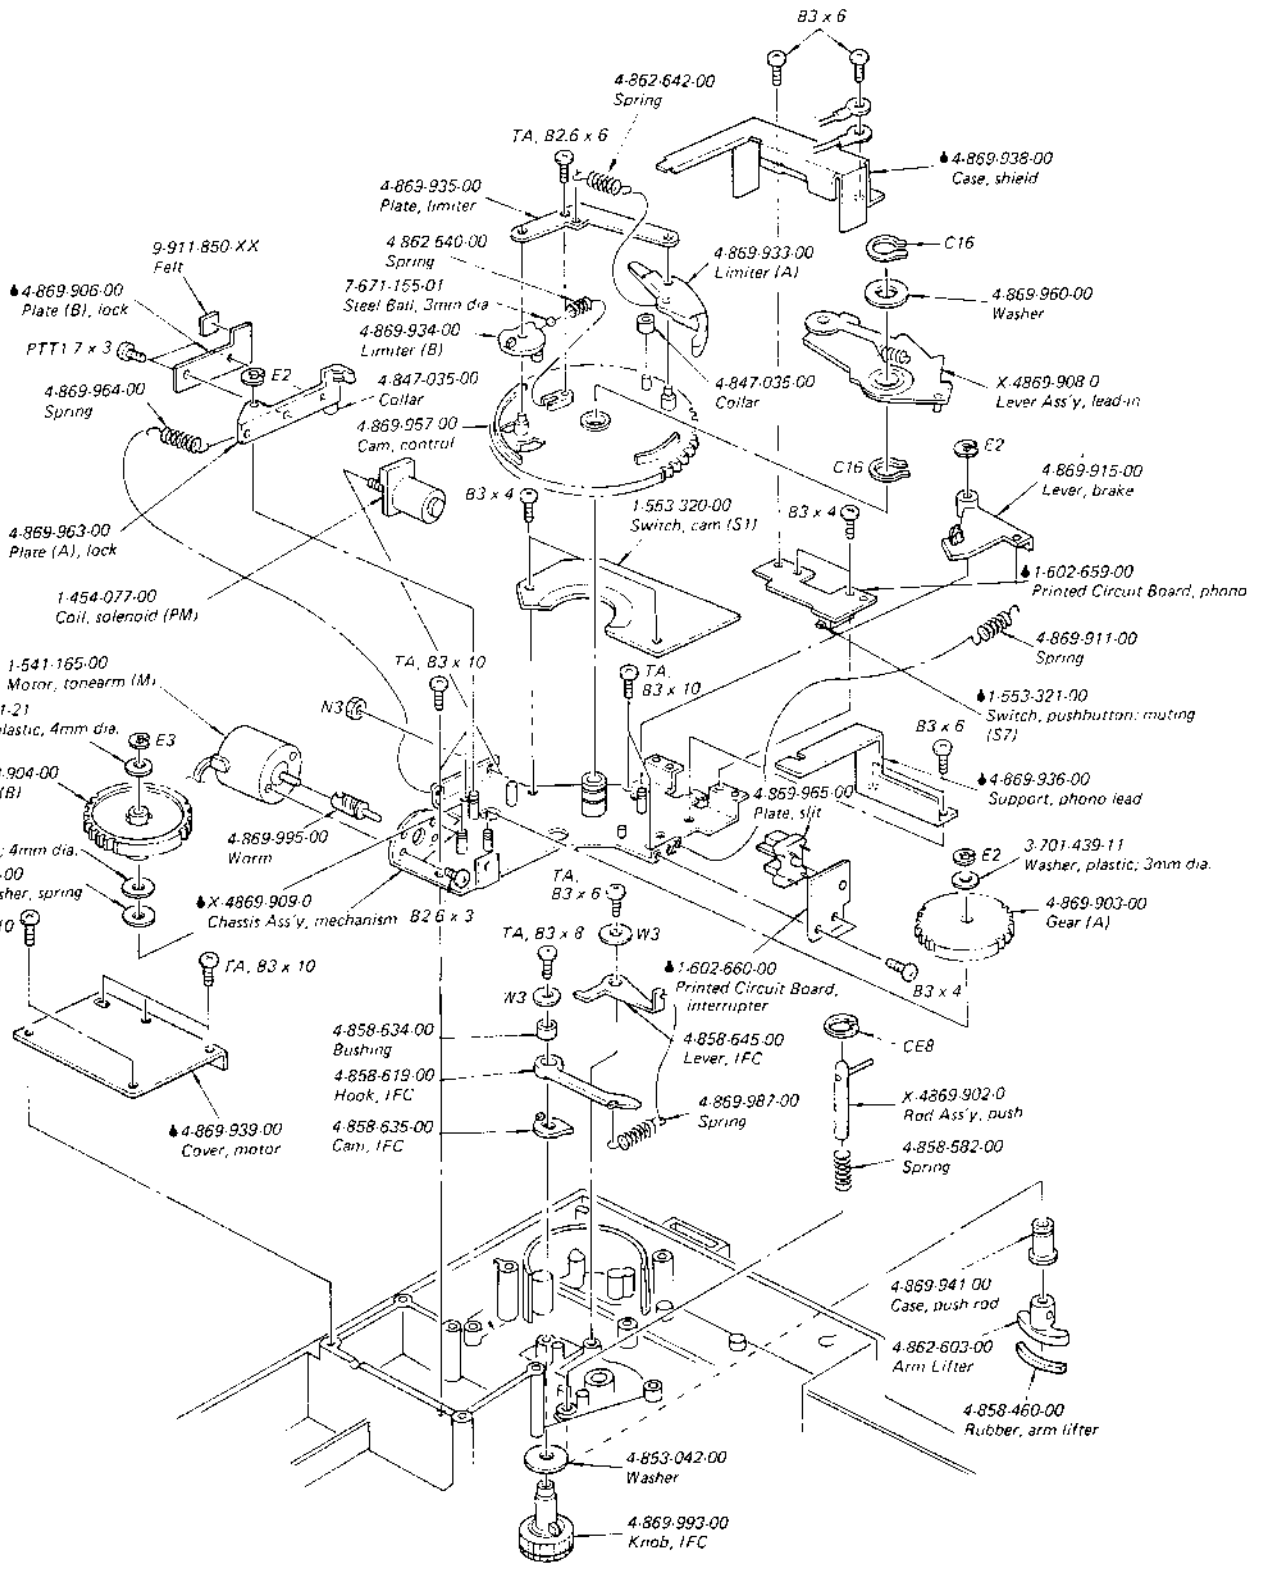 B3 x 6
4-862-642-00
Spring
TA, B2.6 x 6
4-869-938-00
Case, shield
4-869-935-00
Plate, limiter
C16
9-911-850-XX
Felt
4-862-640-00
Spring
4-869-933-00
Limiter (A)
4-869-906-00
Plate (B), lock
7-671-155-01
Steel Ball, 3mm dia
4-869-960-00
Washer
4-869-934-00
Limiter (B)
PTT1.7 x 3
E2
4-869-964-00
Spring
4-847-035-00
Collar
4-847-035-00
Collar
X-4869-908-0
Lever Ass'y, lead-in
4-869-957-00
Cam, control
E2
C16
4-869-915-00
Lever, brake
B3 x 4
1-553-320-00
Switch, cam (S1)
B3 x 4
4-869-963-00
Plate (A), lock
1-602-659-00
Printed Circuit Board, phono
1-454-077-00
Coil, solenoid (PM)
4-869-911-00
Spring
1-541-165-00
Motor, tonearm (M)
TA, B3 x 10
TA,
B3 x 10
1-553-321-00
Switch, pushbutton: muting
(S7)
1-21
plastic, 4mm dia.
N3
E3
B3 x 6
-904-00
(B)
4-869-965-00
Plate, slit
4-869-936-00
Support, phono lead
4-869-995-00
Worm
3-701-439-11
Washer, plastic; 3mm dia.
E2
; 4mm dia.
-00
sher, spring
10
X-4869-909-0
Chassis Ass'y, mechanism
B2.6 x 3
TA,
B3 x 6
4-869-903-00
Gear (A)
W3
TA, B3 x 8
TA, B3 x 10
1-602-660-00
Printed Circuit Board,
interrupter
B3 x 4
W3
4-858-634-00
Bushing
4-858-645-00
Lever, IFC
CE8
4-858-619-00
Hook, IFC
4-869-987-00
Spring
X-4869-902-0
Rod Ass'y, push
4-858-635-00
Cam, IFC
4-869-939-00
Cover, motor
4-858-582-00
Spring
4-869-941-00
Case, push rod
4-862-603-00
Arm Lifter
4-858-460-00
Rubber, arm lifter
4-853-042-00
Washer
4-869-993-00
Knob, IFC